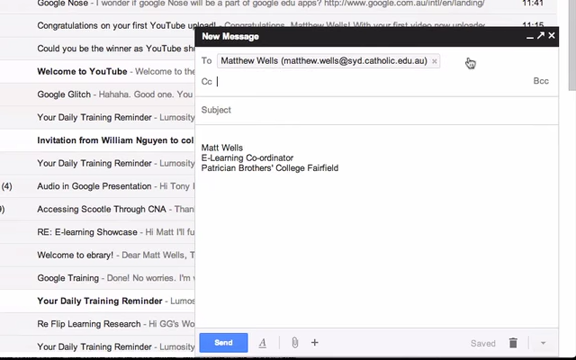 Google Nose - I wonder if google Nose will be a part of google edu apps? http://www.google.com.au/intl/en/landing/ 11:41
Congratulations on your first YouTube upload! - Congratulations, Matthew Wells! With your first video now uploaded 11:15
Could you be the winner as YouTube sh
New Message
To Matthew Wells (matthew.wells@syd.catholic.edu.au) ×
Welcome to YouTube - Welcome to the
Cc Bcc
Google Glitch - Hahaha. Good one. You
Subject
Your Daily Training Reminder - Lumosity
Invitation from William Nguyen to col
Matt Wells
Your Daily Training Reminder - Lumosity
E-Learning Co-ordinator
Patrician Brothers' College Fairfield
(4) Audio in Google Presentation - Hi Tony
9) Accessing Scootle Through CNA - Than
RE: E-learning Showcase - Hi Matt I'll fu
Welcome to ebrary! - Dear Matt Wells, T
Google Training - Done! No worries. I'm
Your Daily Training Reminder - Lumos
Re Flip Learning Research - Hi GG's Wo
Send A Saved
Your Daily Training Reminder - Lumosity